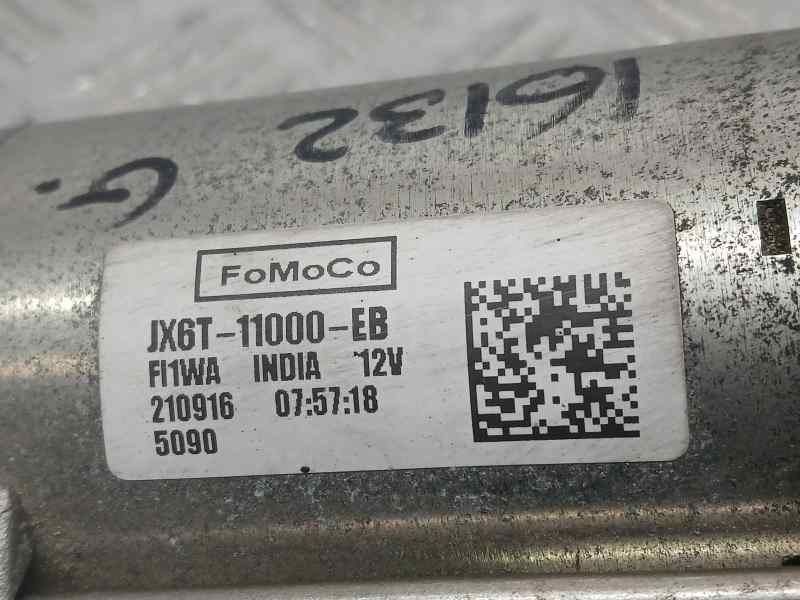 16132
G.
FoMoCo
JX6T-11000-EB
FI1WA INDIA 12V
210916 07:57:18
5090